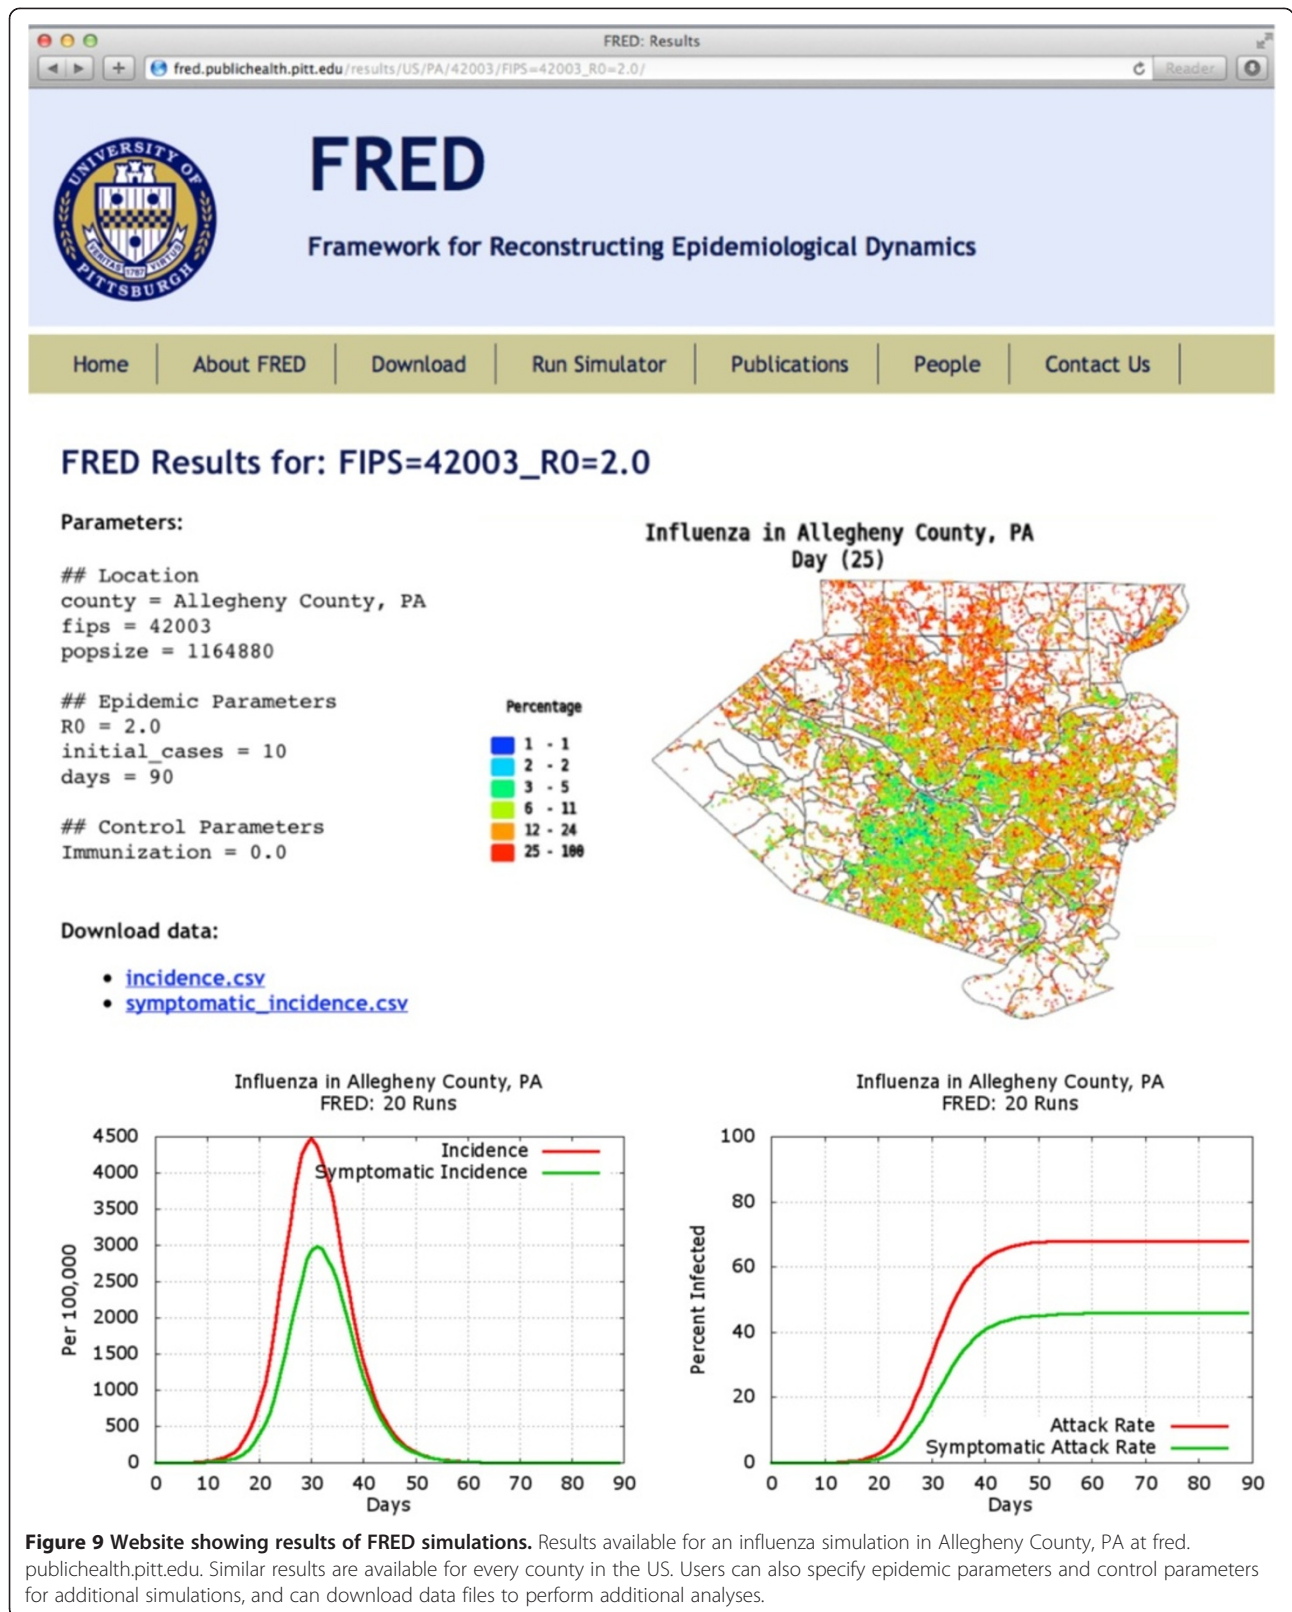 FRED: Results
fred.publichealth.pitt.edu/results/US/PA/42003/FIPS=42003_R0=2.0/
Reader
UNIVERSITY OF PITTSBURGH
VERITAS 1787 VIRTUS
FRED
Framework for Reconstructing Epidemiological Dynamics
Home About FRED Download Run Simulator Publications People Contact Us
FRED Results for: FIPS=42003_R0=2.0
Parameters:
## Location
county = Allegheny County, PA
fips = 42003
popsize = 1164880
## Epidemic Parameters
R0 = 2.0
initial_cases = 10
days = 90
## Control Parameters
Immunization = 0.0
Influenza in Allegheny County, PA
Day (25)
Percentage
1 - 1
2 - 2
3 - 5
6 - 11
12 - 24
25 - 100
Download data:
• incidence.csv
• symptomatic_incidence.csv
Influenza in Allegheny County, PA
FRED: 20 Runs
4500
4000
3500
3000
2500
2000
1500
1000
500
0
Per 100,000
Incidence
Symptomatic Incidence
0 10 20 30 40 50 60 70 80 90
Days
Influenza in Allegheny County, PA
FRED: 20 Runs
100
80
60
40
20
0
Percent Infected
Attack Rate
Symptomatic Attack Rate
0 10 20 30 40 50 60 70 80 90
Days
Figure 9 Website showing results of FRED simulations. Results available for an influenza simulation in Allegheny County, PA at fred.
publichealth.pitt.edu. Similar results are available for every county in the US. Users can also specify epidemic parameters and control parameters
for additional simulations, and can download data files to perform additional analyses.